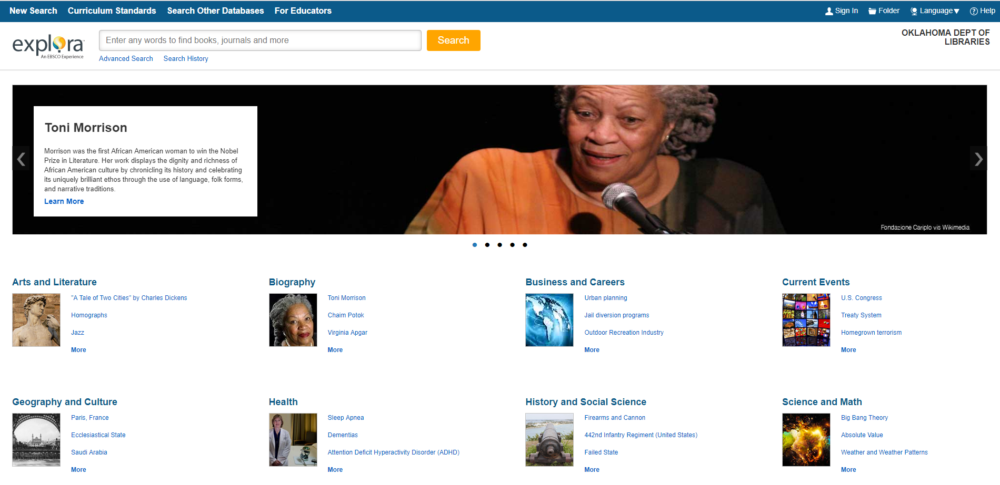 New Search Curriculum Standards Search Other Databases For Educators Sign In Folder Language Help
explora
An EBSCO Experience
Enter any words to find books, journals and more
Search
Advanced Search Search History
OKLAHOMA DEPT OF
LIBRARIES
Toni Morrison
Morrison was the first African American woman to win the Nobel
Prize in Literature. Her work displays the dignity and richness of
African American culture by chronicling its history and celebrating
its uniquely brilliant ethos through the use of language, folk forms,
and narrative traditions.
Learn More
Fondazione Cariplo vis Wikimedia
Arts and Literature
"A Tale of Two Cities" by Charles Dickens
Homographs
Jazz
More
Biography
Toni Morrison
Chaim Potok
Virginia Apgar
More
Business and Careers
Urban planning
Jail diversion programs
Outdoor Recreation Industry
More
Current Events
U.S. Congress
Treaty System
Homegrown terrorism
More
Geography and Culture
Paris, France
Ecclesiastical State
Saudi Arabia
More
Health
Sleep Apnea
Dementias
Attention Deficit Hyperactivity Disorder (ADHD)
More
History and Social Science
Firearms and Cannon
442nd Infantry Regiment (United States)
Failed State
More
Science and Math
Big Bang Theory
Absolute Value
Weather and Weather Patterns
More